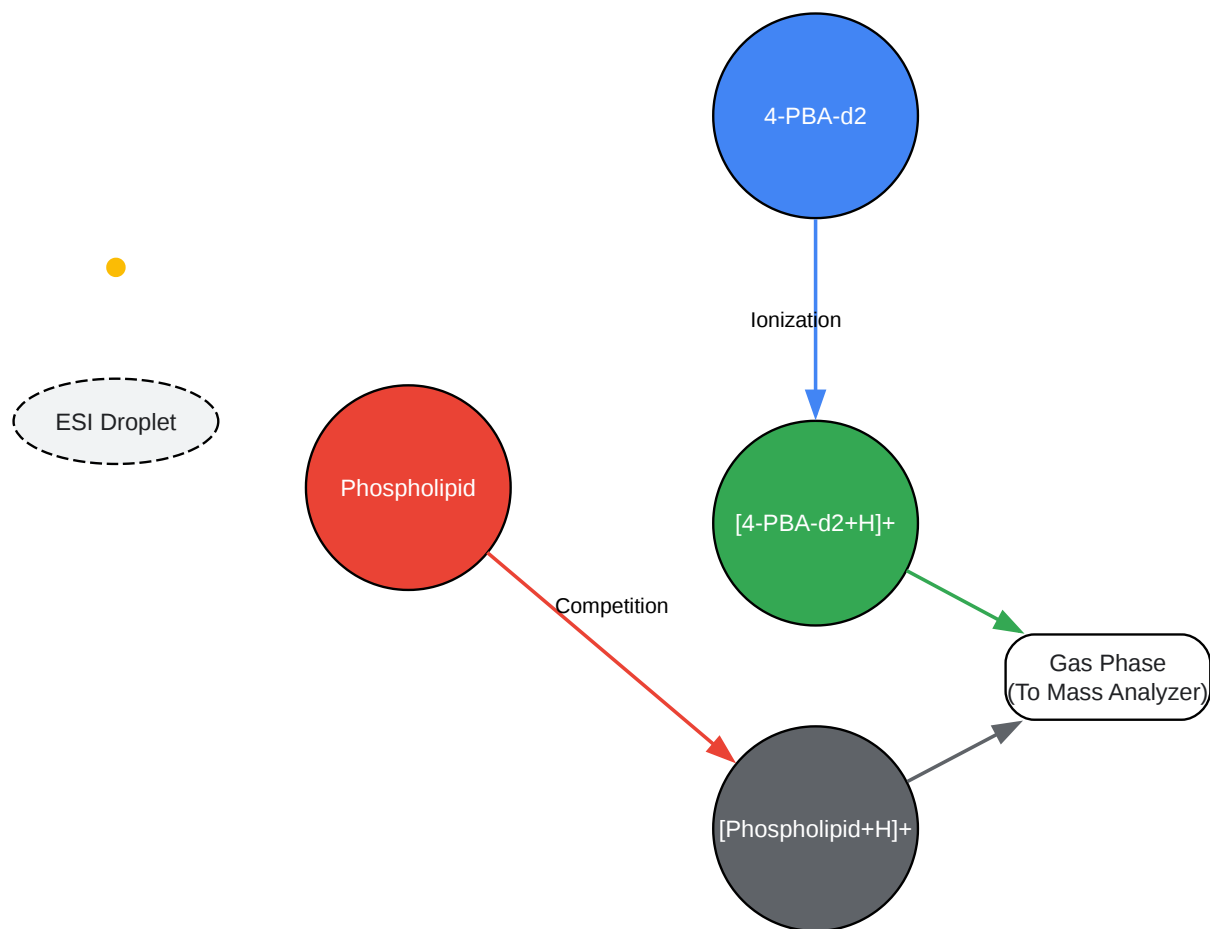 4-PBA-d2
Ionization
ESI Droplet
Phospholipid
[4-PBA-d2+H]+
Competition
Gas Phase
(To Mass Analyzer)
[Phospholipid+H]+